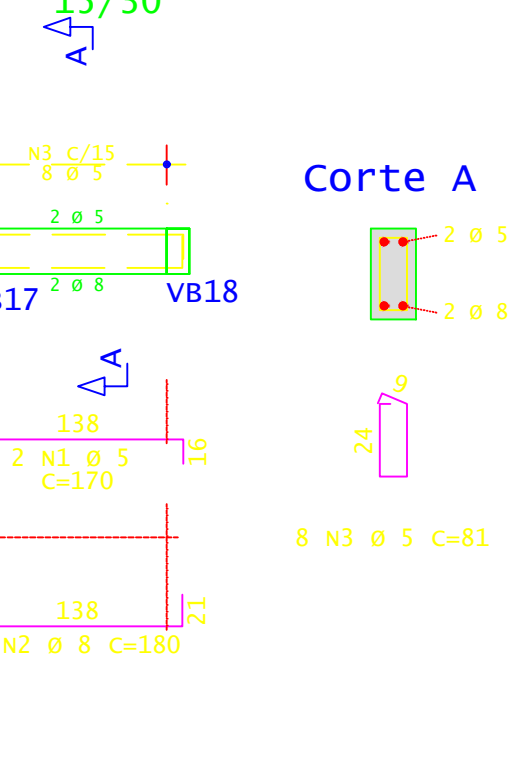 15/30
A
N3 C/15
8 Ø 5
Corte A
2 Ø 5
2 Ø 5
2 Ø 8
2 Ø 8
17
VB18
A
9
138
24
16
2 N1 Ø 5
C=170
8 N3 Ø 5 C=81
138
21
N2 Ø 8 C=180